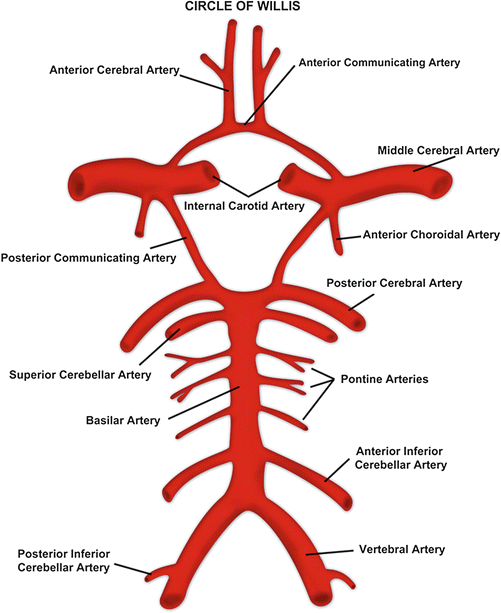 CIRCLE OF WILLIS
Anterior Cerebral Artery
Anterior Communicating Artery
Middle Cerebral Artery
Internal Carotid Artery
Anterior Choroidal Artery
Posterior Communicating Artery
Posterior Cerebral Artery
Superior Cerebellar Artery
Pontine Arteries
Basilar Artery
Anterior Inferior
Cerebellar Artery
Posterior Inferior
Cerebellar Artery
Vertebral Artery